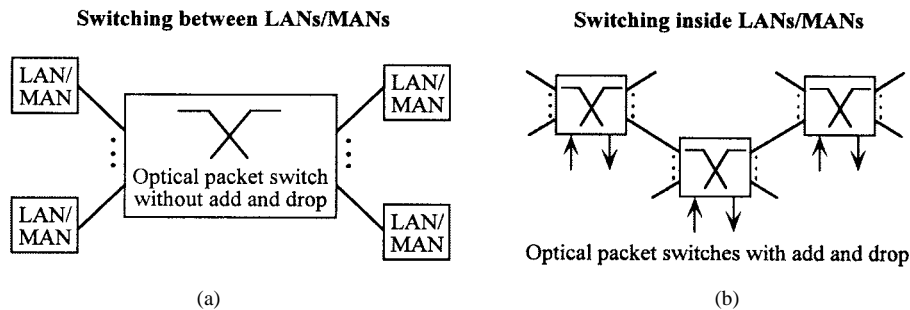 Switching between LANs/MANs
LAN/
MAN
LAN/
MAN
Optical packet switch
without add and drop
LAN/
MAN
LAN/
MAN
(a)
Switching inside LANs/MANs
Optical packet switches with add and drop
(b)